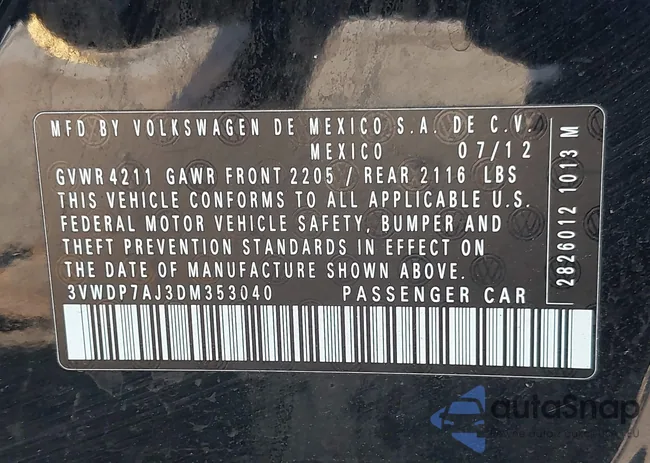 MFD BY VOLKSWAGEN DE MEXICO S.A. DE C.V.
MEXICO 07/12
GVWR 4211 GAWR FRONT 2205 / REAR 2116 LBS
THIS VEHICLE CONFORMS TO ALL APPLICABLE U.S.
FEDERAL MOTOR VEHICLE SAFETY, BUMPER AND
THEFT PREVENTION STANDARDS IN EFFECT ON
THE DATE OF MANUFACTURE SHOWN ABOVE.
3VWDP7AJ3DM353040 PASSENGER CAR
2826012 1013 M
autoSnap